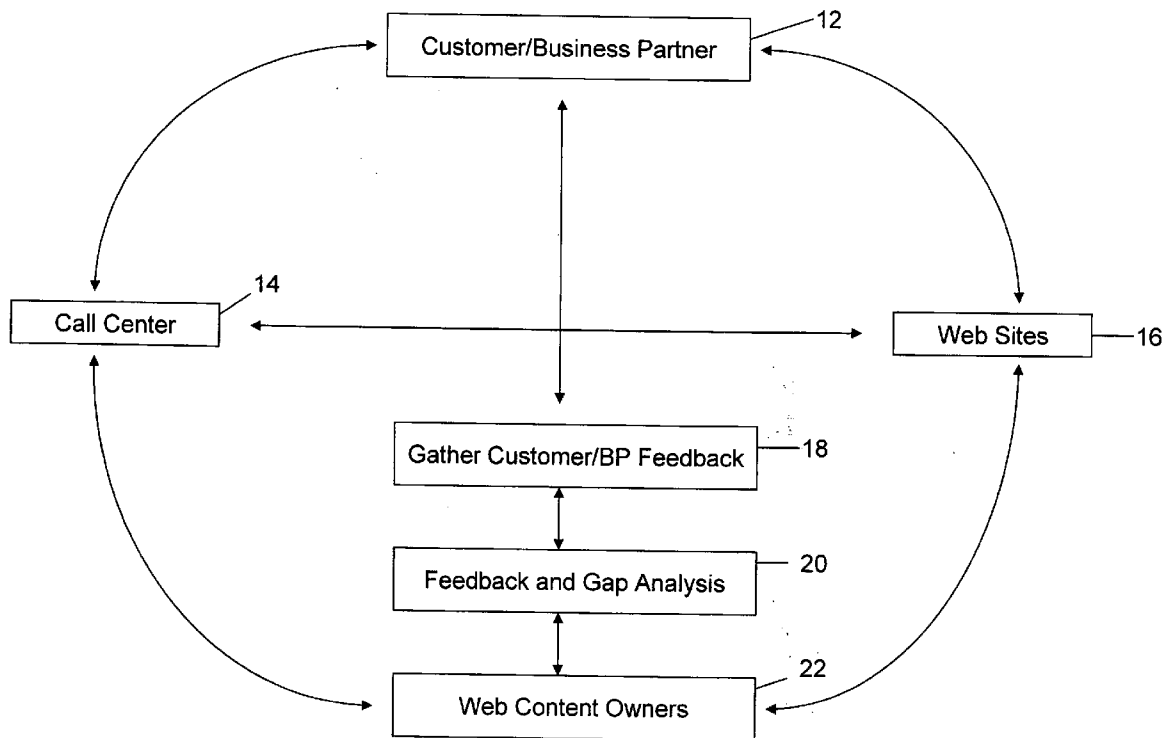 12
Customer/Business Partner
14
Call Center
Web Sites
16
Gather Customer/BP Feedback
18
Feedback and Gap Analysis
20
22
Web Content Owners